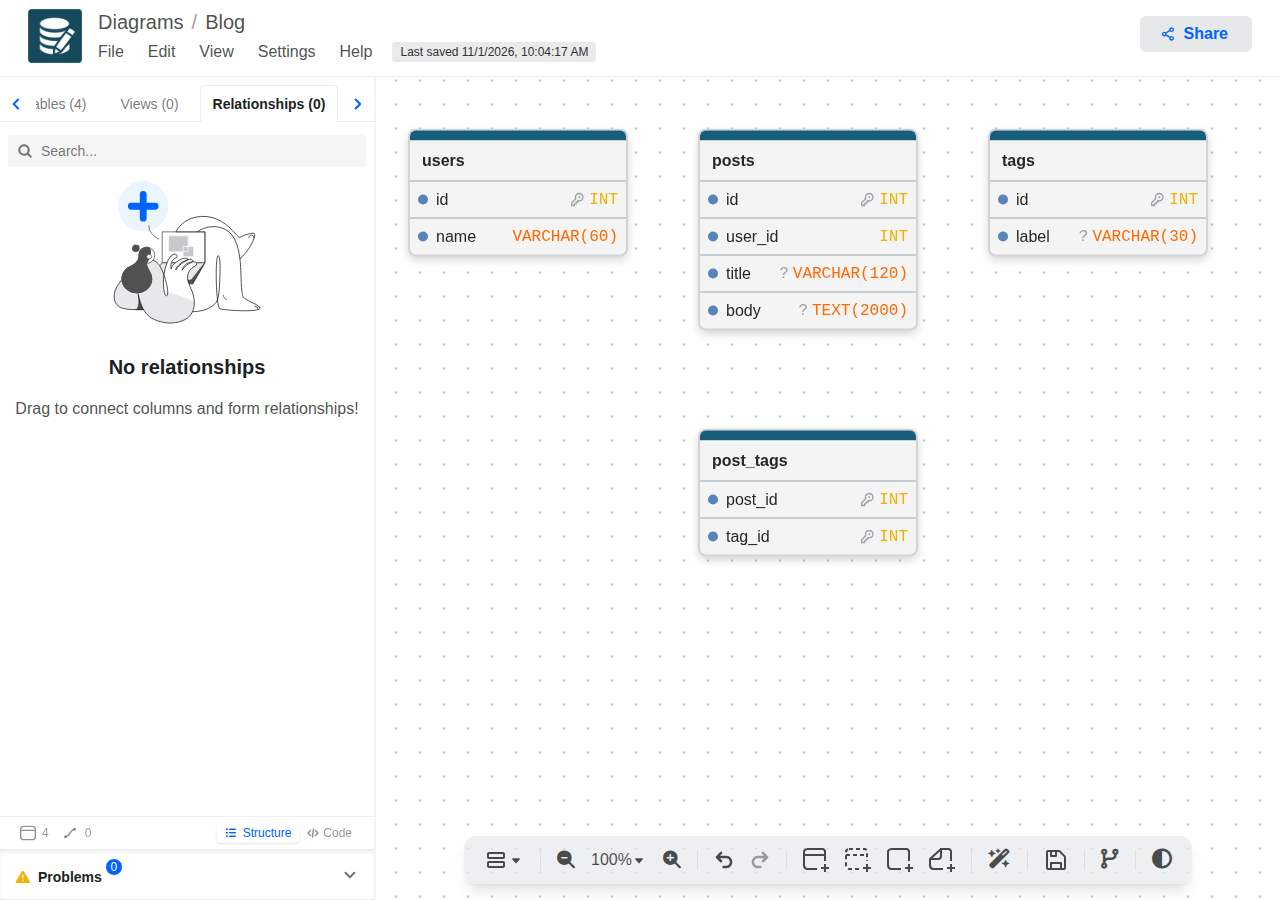 Diagrams / Blog
File Edit View Settings Help Last saved 11/1/2026, 10:04:17 AM
Share
ables (4) Views (0) Relationships (0)
Search...
No relationships
Drag to connect columns and form relationships!
users
id INT
name VARCHAR(60)
posts
id INT
user_id INT
title ? VARCHAR(120)
body ? TEXT(2000)
tags
id INT
label ? VARCHAR(30)
post_tags
post_id INT
tag_id INT
4 0 Structure Code
Problems 0
100%